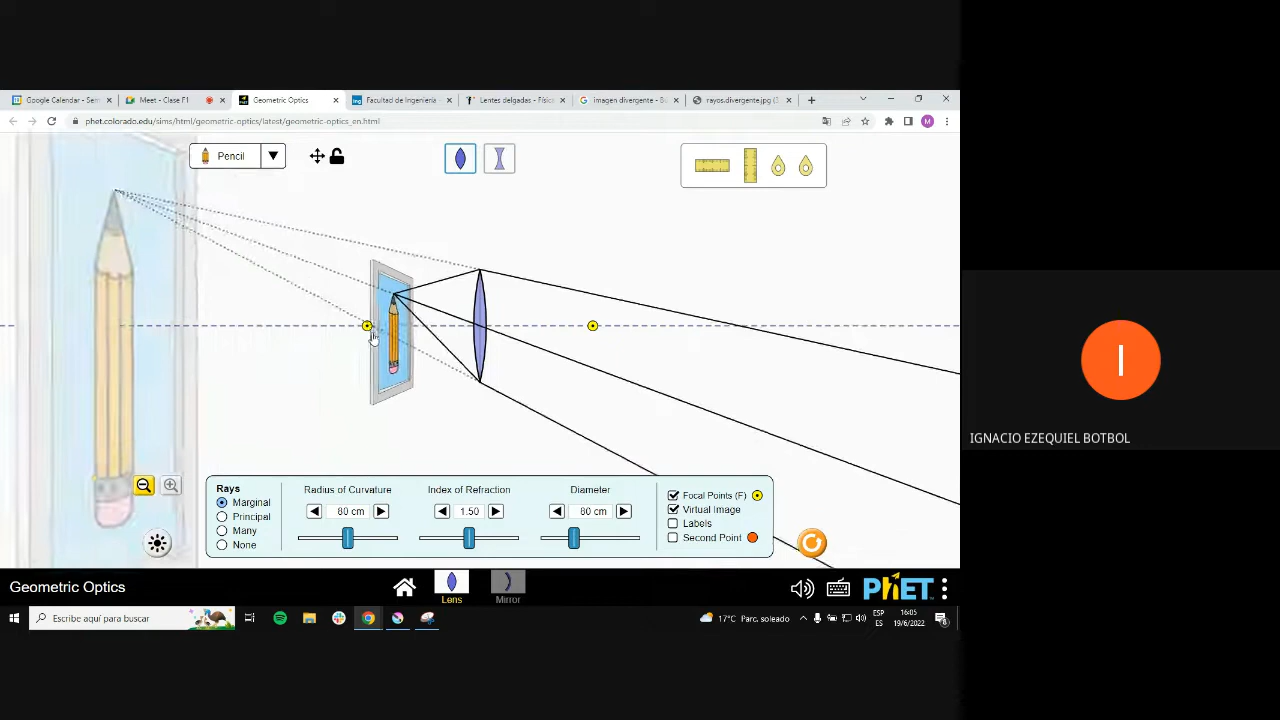 Google Calendar - Sem
Meet - Clase F1
Geometric Optics
Facultad de Ingeniería -
Lentes delgadas - Físic
imagen divergente - Bu
rayos.divergente.jpg (3
phet.colorado.edu/sims/html/geometric-optics/latest/geometric-optics_en.html
M
Pencil
I
IGNACIO EZEQUIEL BOTBOL
Rays
Marginal
Principal
Many
None
Radius of Curvature
80 cm
Index of Refraction
1.50
Diameter
80 cm
Focal Points (F)
Virtual Image
Labels
Second Point
Geometric Optics
Lens
Mirror
PhET
Escribe aquí para buscar
17°C Parc. soleado
ESP
ES
16:05
19/6/2022